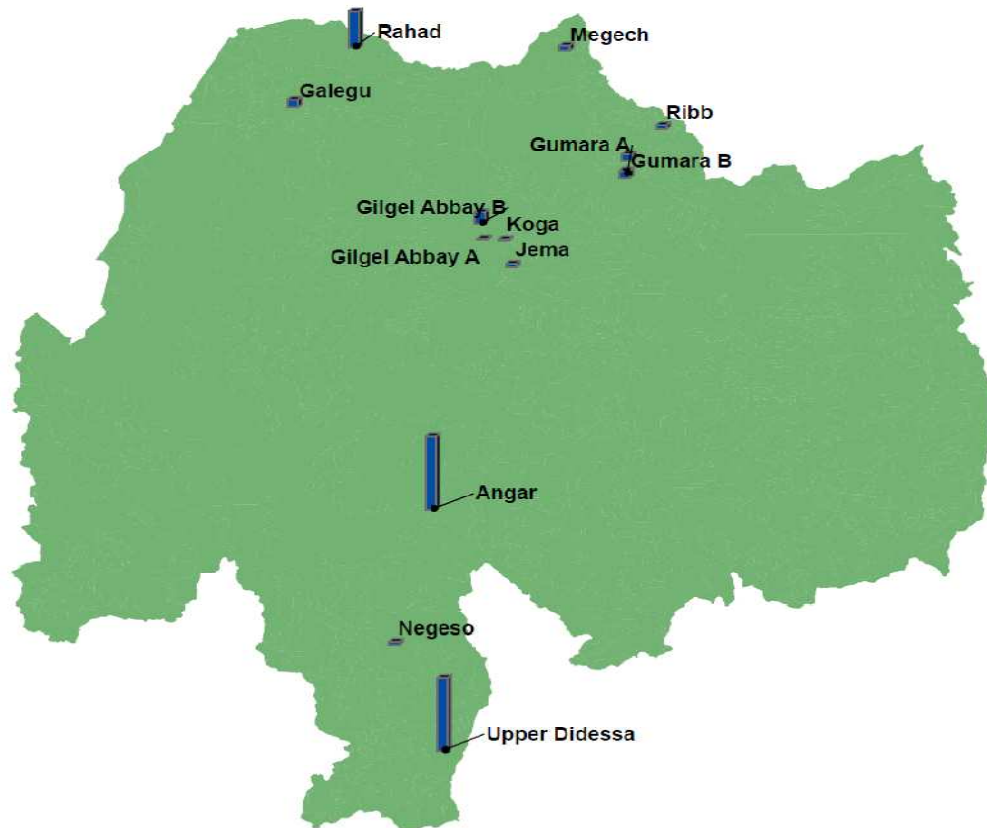 Rahad
Megech
Galegu
Ribb
Gumara A
Gumara B
Gilgel Abbay B
Koga
Gilgel Abbay A
Jema
Angar
Negeso
Upper Didessa